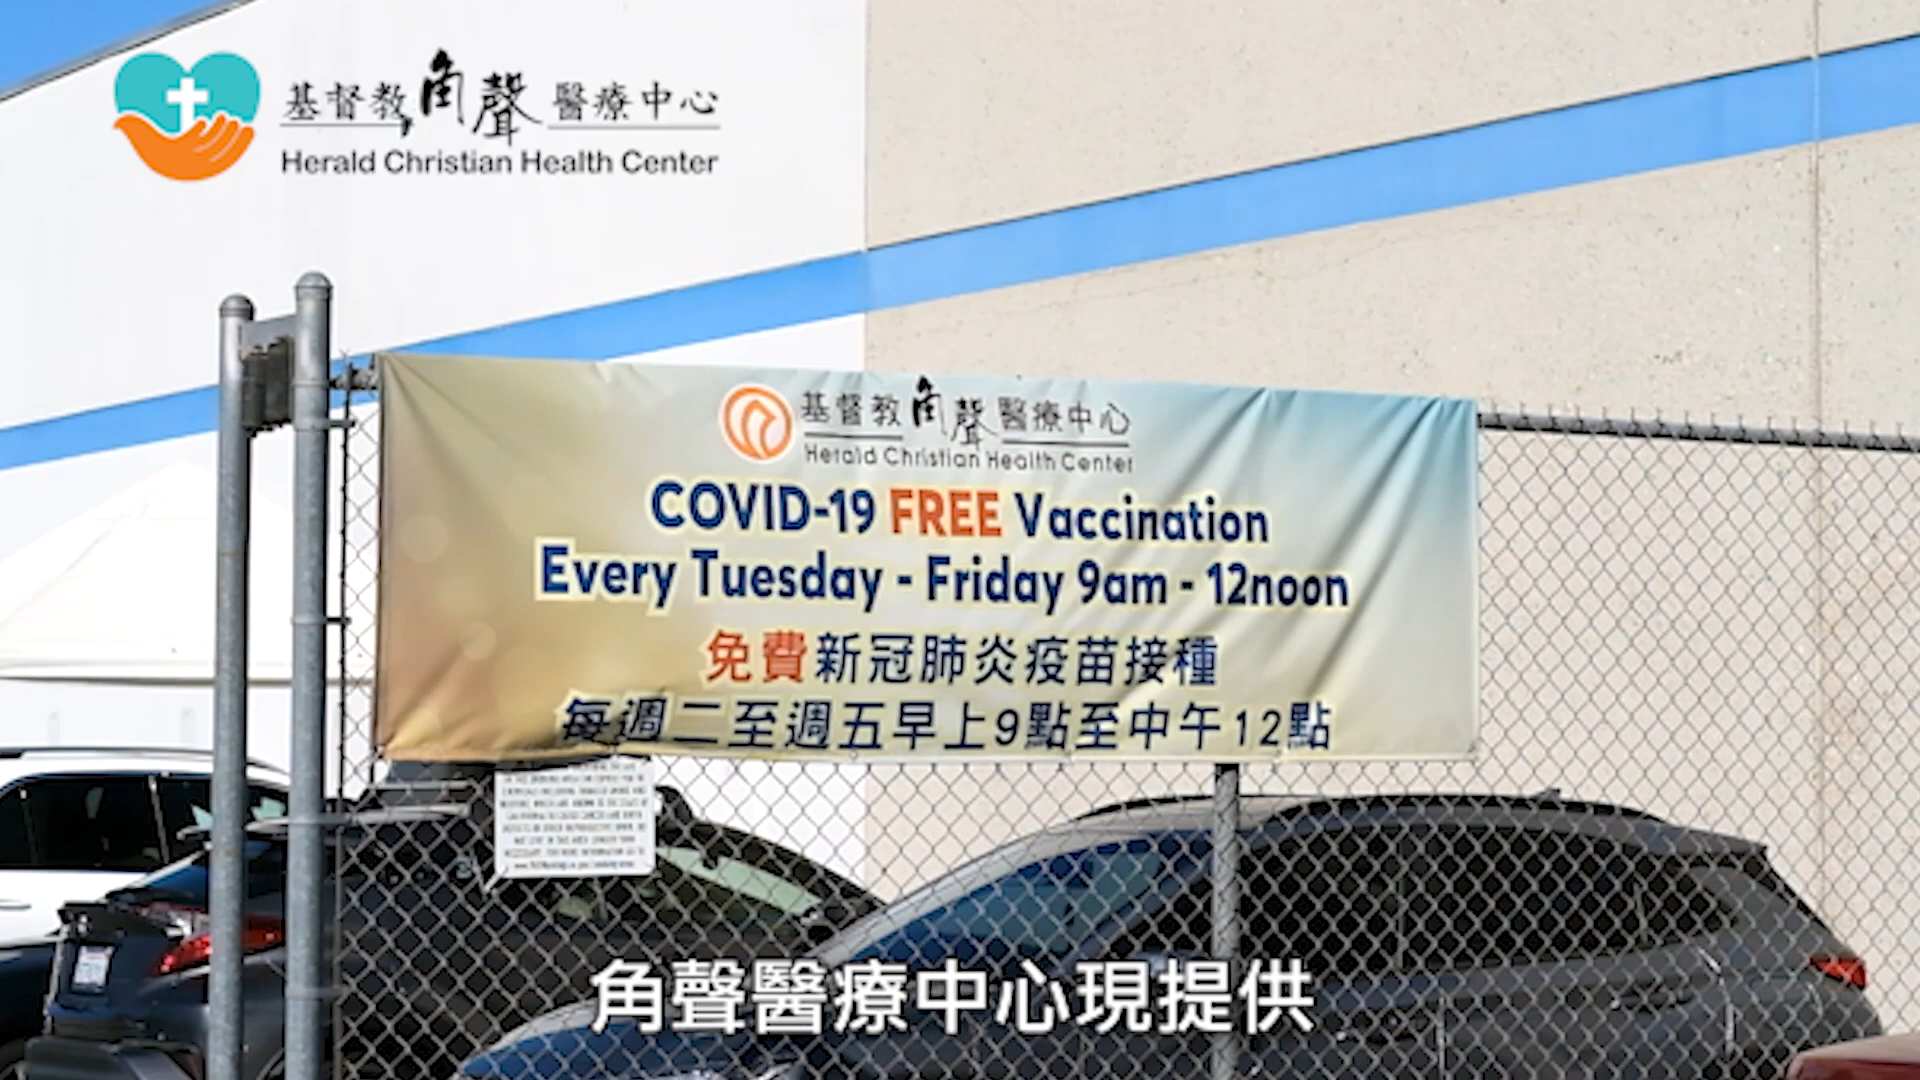 基督教角聲醫療中心
Herald Christian Health Center
基督教角聲醫療中心
Herald Christian Health Center
COVID-19 FREE Vaccination
Every Tuesday - Friday 9am - 12noon
免費新冠肺炎疫苗接種
每週二至週五早上9點至中午12點
角聲醫療中心現提供